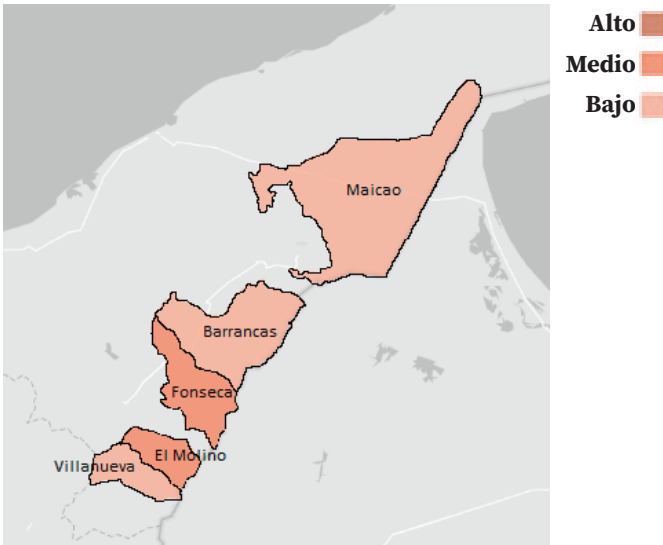 Alto
Medio
Bajo
Maicao
Barrancas
Fonseca
El Molino
Villanueva